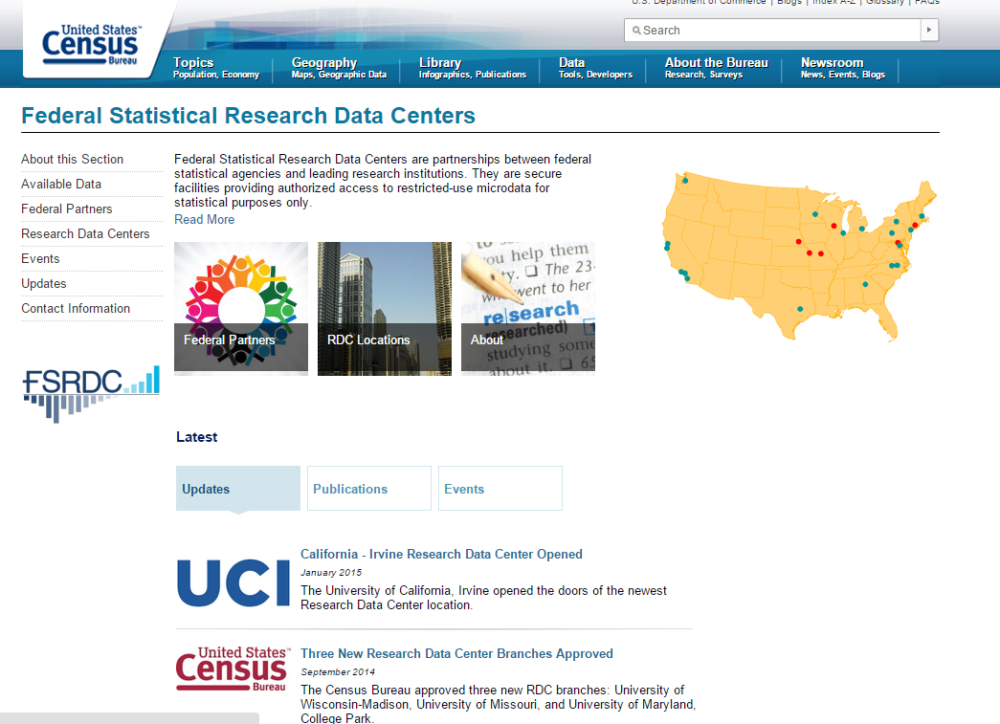 U.S. Department of Commerce | Blogs | Index A-Z | Glossary | FAQs
United States™
Census
Bureau
Search
Topics
Population, Economy
Geography
Maps, Geographic Data
Library
Infographics, Publications
Data
Tools, Developers
About the Bureau
Research, Surveys
Newsroom
News, Events, Blogs
Federal Statistical Research Data Centers
About this Section
Available Data
Federal Partners
Research Data Centers
Events
Updates
Contact Information
FSRDC
Federal Statistical Research Data Centers are partnerships between federal
statistical agencies and leading research institutions. They are secure
facilities providing authorized access to restricted-use microdata for
statistical purposes only.
Read More
Federal Partners
RDC Locations
you help them
ty. ❑ The 23-
went to her
re|search
researched)
studying some
about it. ❑ 65
About
Latest
Updates
Publications
Events
UCI
California - Irvine Research Data Center Opened
January 2015
The University of California, Irvine opened the doors of the newest
Research Data Center location.
United States™
Census
Bureau
Three New Research Data Center Branches Approved
September 2014
The Census Bureau approved three new RDC branches: University of
Wisconsin-Madison, University of Missouri, and University of Maryland,
College Park.